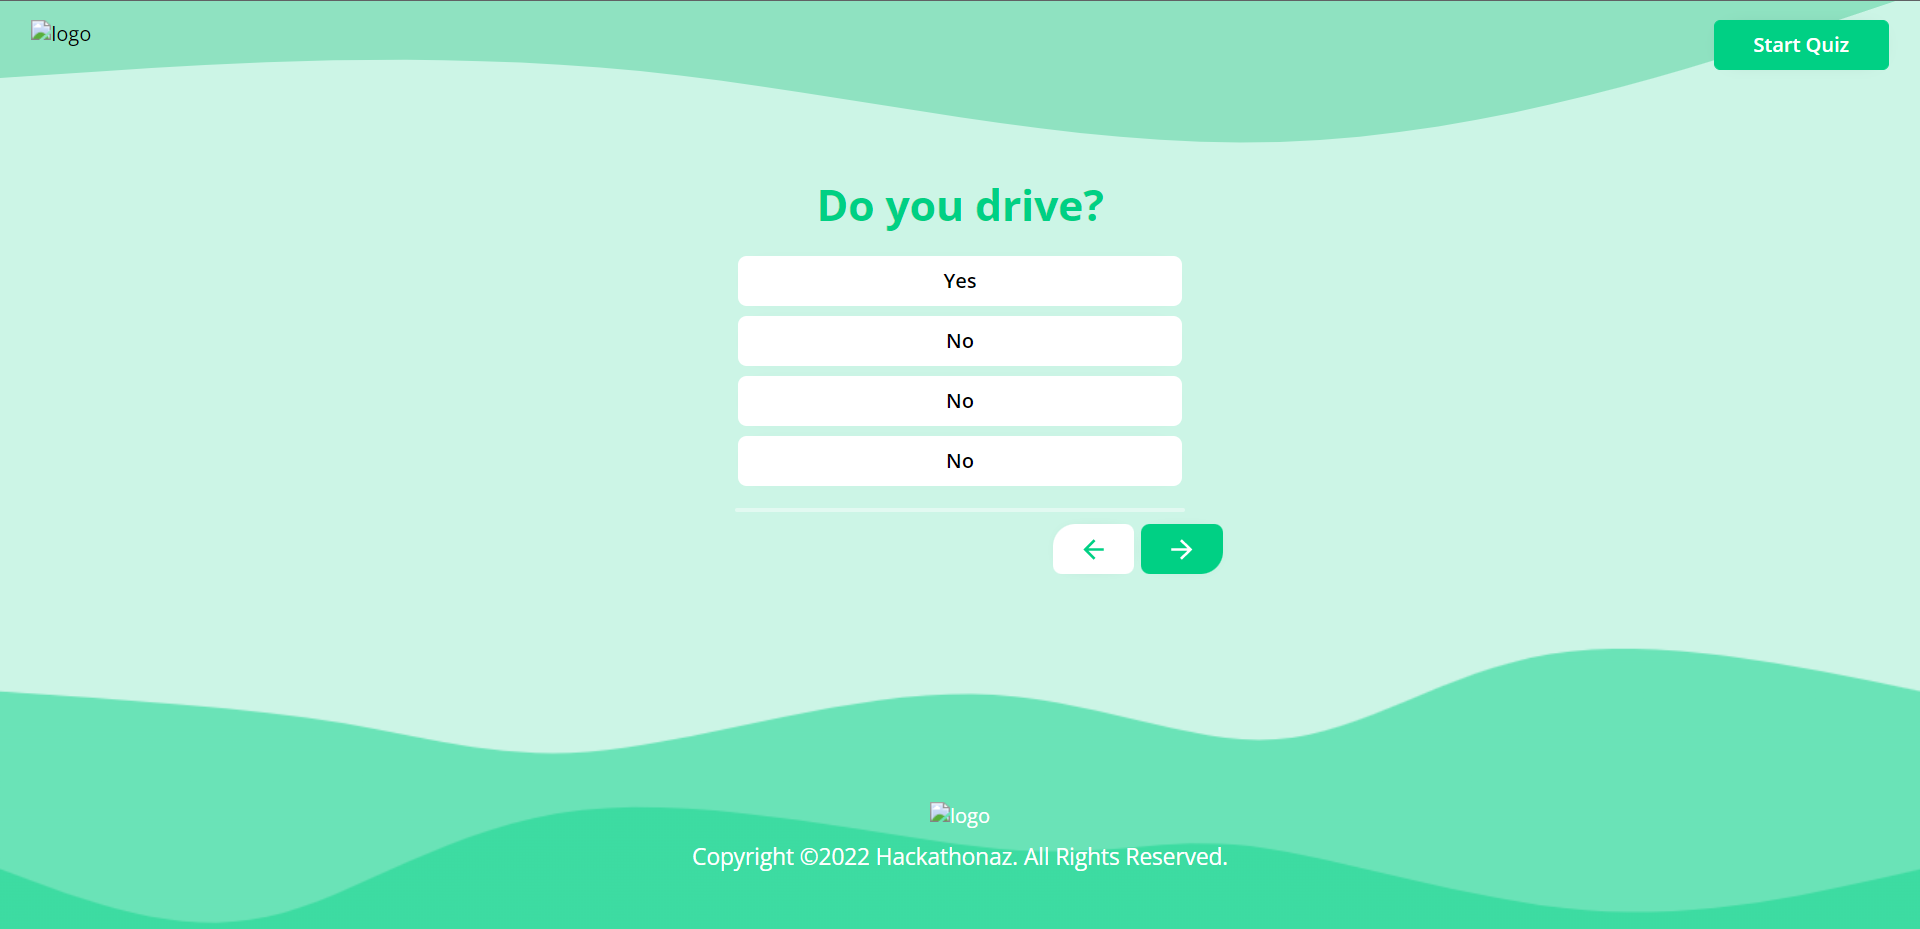 logo
Start Quiz
Do you drive?
Yes
No
No
No
logo
Copyright ©2022 Hackathonaz. All Rights Reserved.